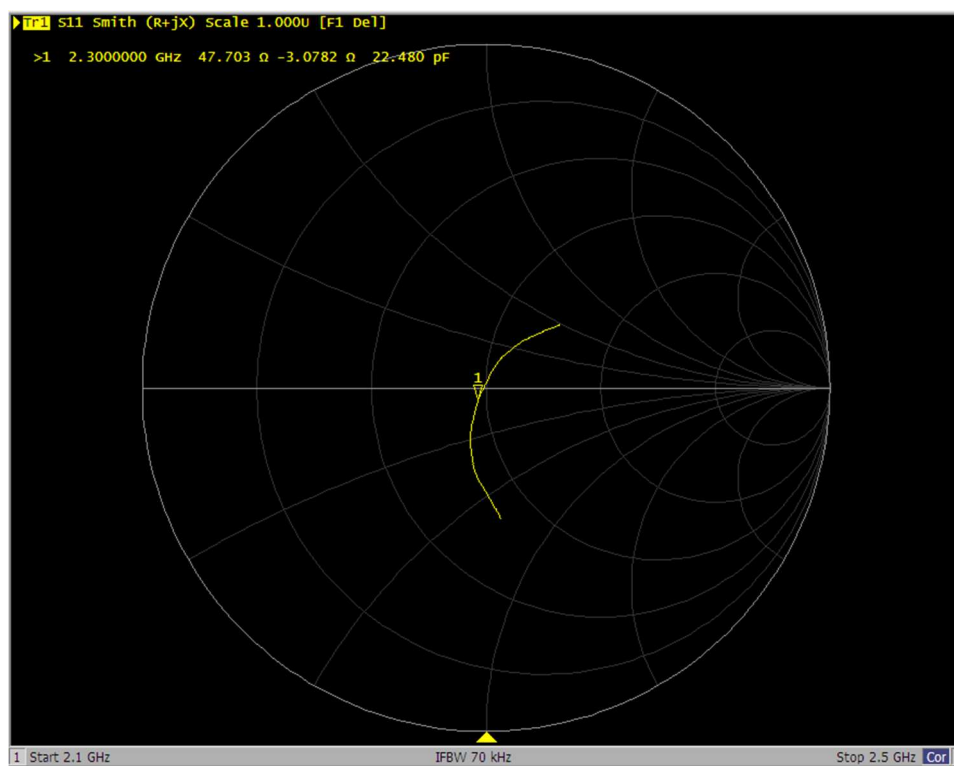 Tr1 S11 Smith (R+jX) Scale 1.000U [F1 Del]
>1 2.3000000 GHz 47.703 Ω -3.0782 Ω 22.480 pF
1
1 Start 2.1 GHz IFBW 70 kHz Stop 2.5 GHz Cor